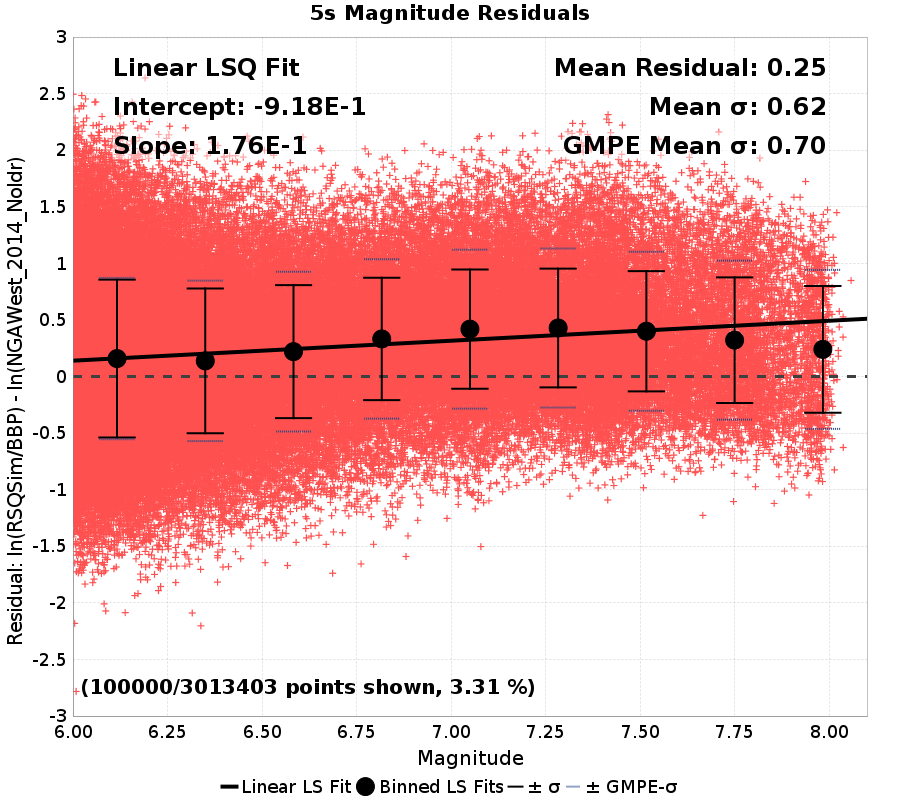 5s Magnitude Residuals
Linear LSQ Fit
Intercept: -9.18E-1
Slope: 1.76E-1
Mean Residual: 0.25
Mean σ: 0.62
GMPE Mean σ: 0.70
Residual: ln(RSQSim/BBP) - ln(NGAWest_2014_NoIdr)
3
2.5
2
1.5
1
0.5
0
-0.5
-1
-1.5
-2
-2.5
-3
(100000/3013403 points shown, 3.31 %)
6.00 6.25 6.50 6.75 7.00 7.25 7.50 7.75 8.00
Magnitude
Linear LS Fit Binned LS Fits ± σ ± GMPE-σ